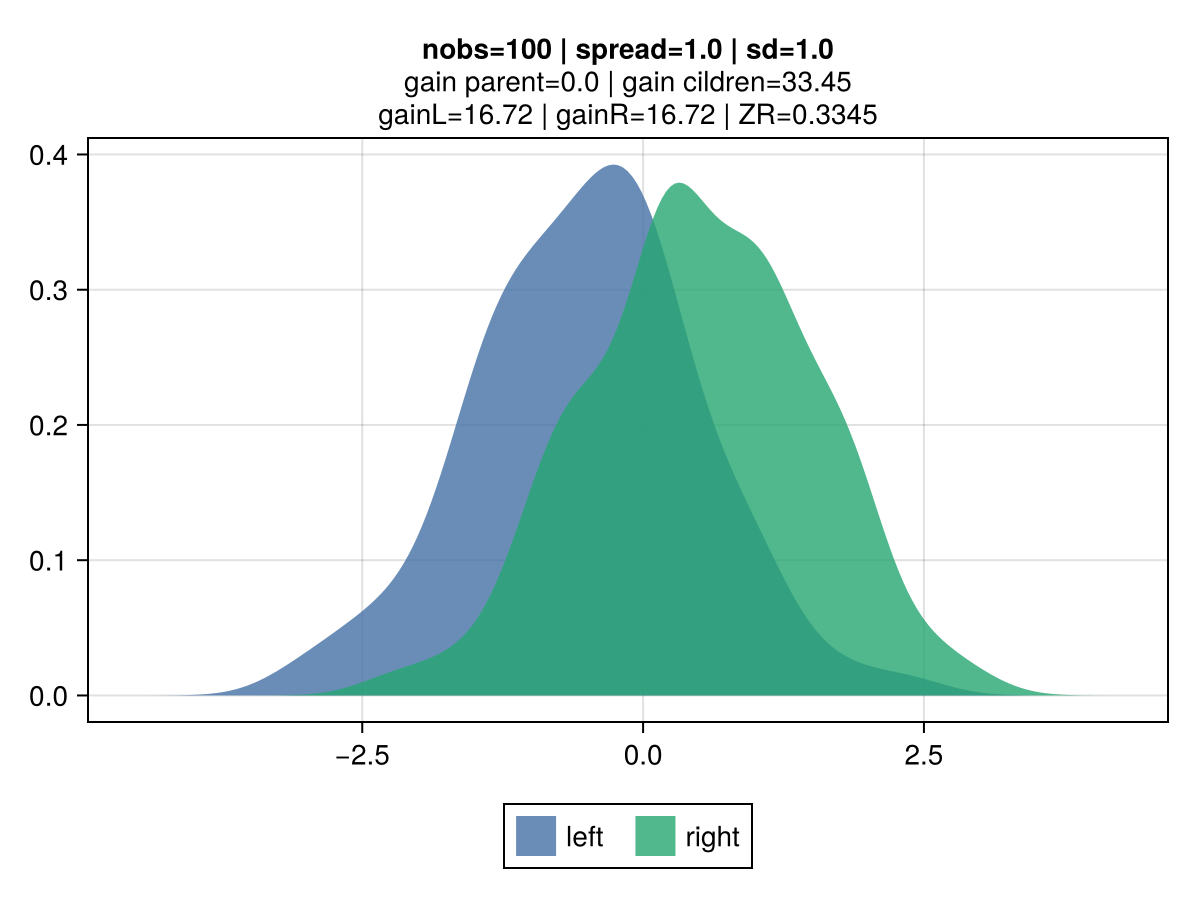 nobs=100 | spread=1.0 | sd=1.0
gain parent=0.0 | gain cildren=33.45
gainL=16.72 | gainR=16.72 | ZR=0.3345
0.4
0.3
0.2
0.1
0.0
−2.5 0.0 2.5
left right